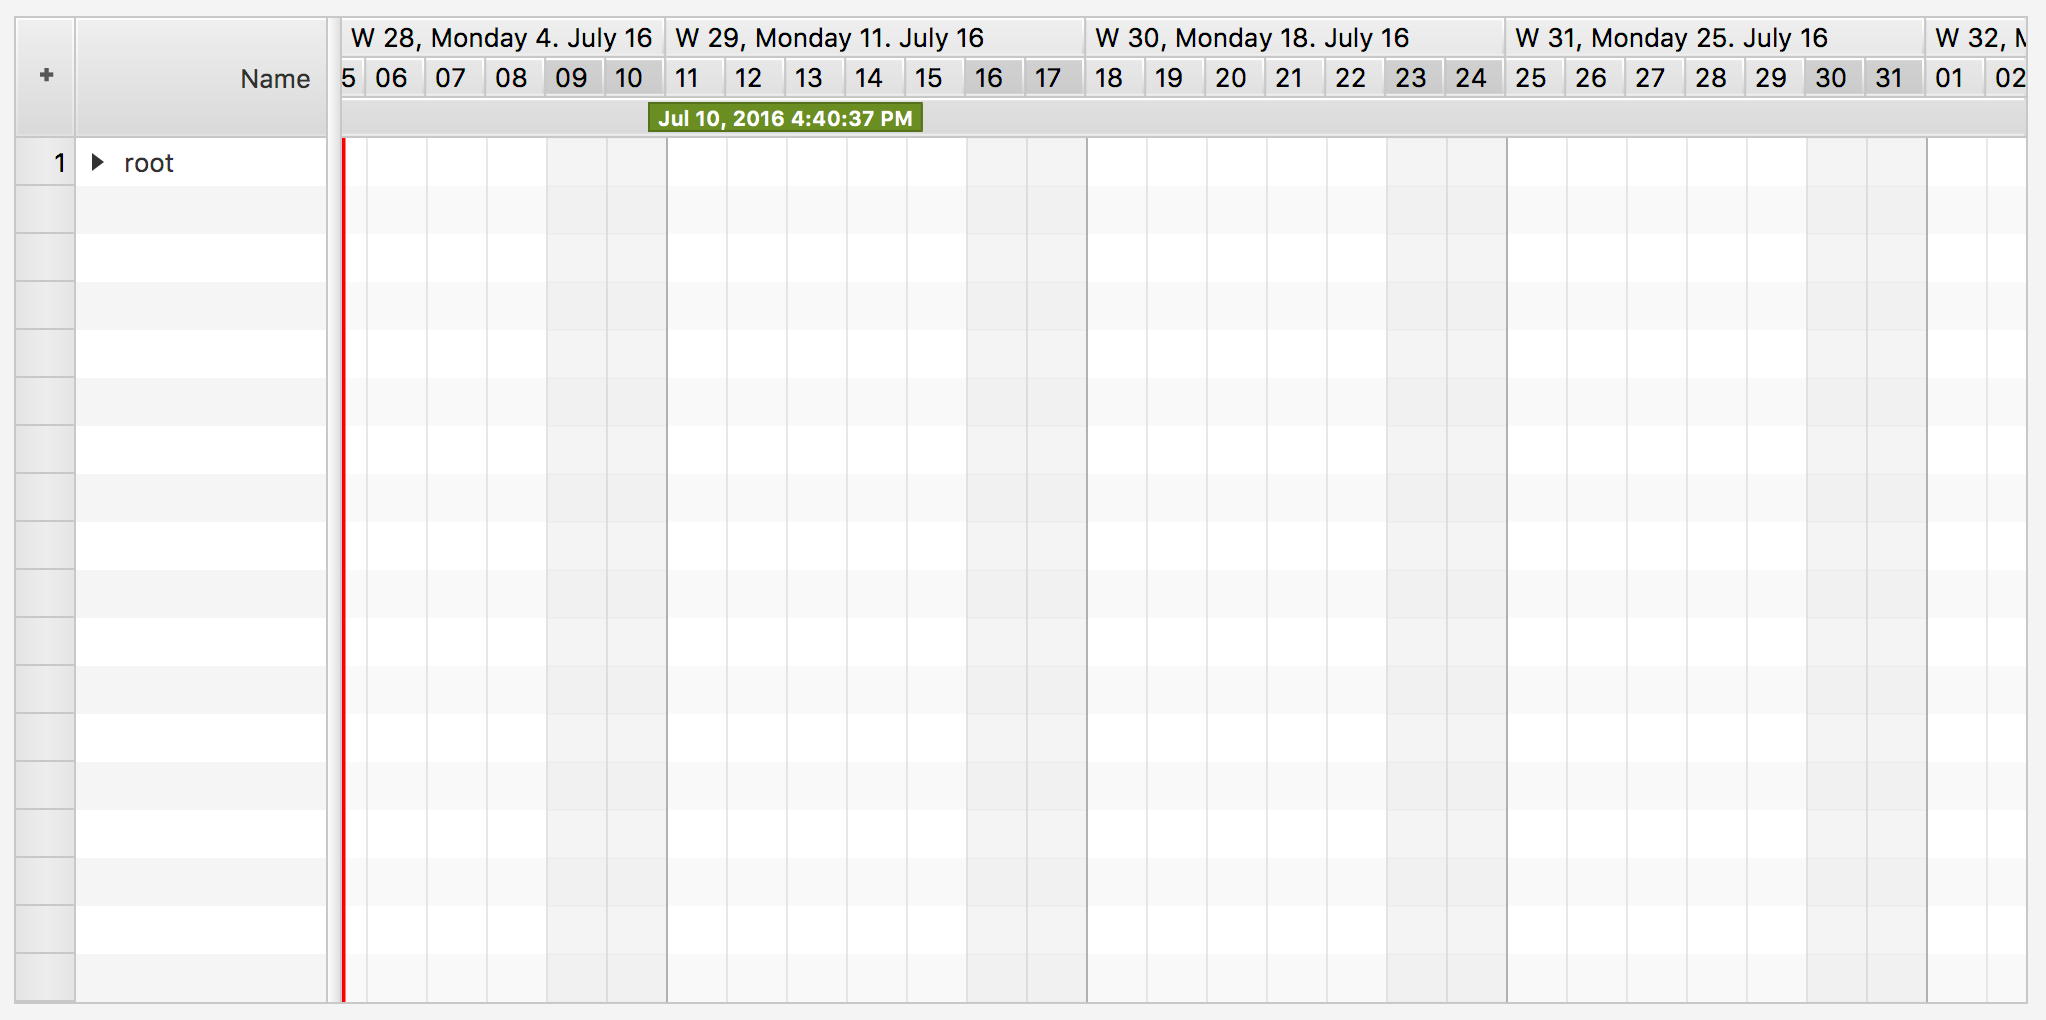 + Name
W 28, Monday 4. July 16 W 29, Monday 11. July 16 W 30, Monday 18. July 16 W 31, Monday 25. July 16 W 32, M
5 06 07 08 09 10 11 12 13 14 15 16 17 18 19 20 21 22 23 24 25 26 27 28 29 30 31 01 02
Jul 10, 2016 4:40:37 PM
1 root